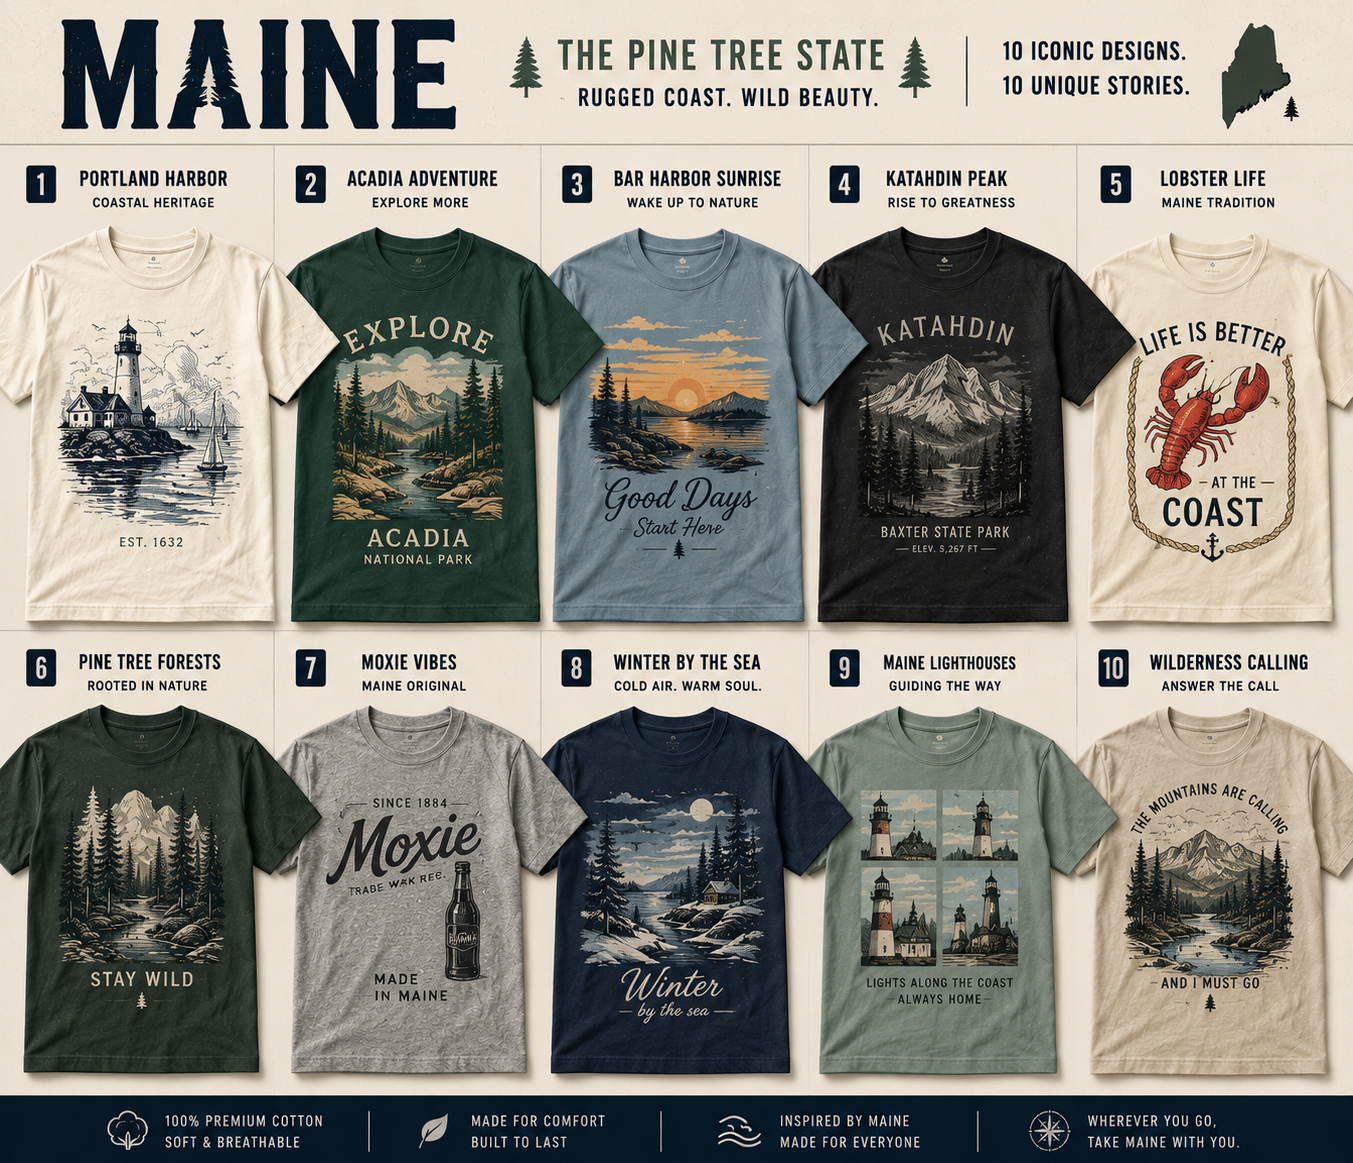 MAINE
THE PINE TREE STATE
RUGGED COAST. WILD BEAUTY.
10 ICONIC DESIGNS.
10 UNIQUE STORIES.
1
PORTLAND HARBOR
COASTAL HERITAGE
EST. 1632
2
ACADIA ADVENTURE
EXPLORE MORE
EXPLORE
ACADIA
NATIONAL PARK
3
BAR HARBOR SUNRISE
WAKE UP TO NATURE
Good Days
Start Here
4
KATAHDIN PEAK
RISE TO GREATNESS
KATAHDIN
BAXTER STATE PARK
ELEV. 5,267 FT
5
LOBSTER LIFE
MAINE TRADITION
LIFE IS BETTER
AT THE
COAST
6
PINE TREE FORESTS
ROOTED IN NATURE
STAY WILD
7
MOXIE VIBES
MAINE ORIGINAL
SINCE 1884
Moxie
TRADE WAK REC.
MADE
IN MAINE
8
WINTER BY THE SEA
COLD AIR. WARM SOUL.
Winter
by the sea
9
MAINE LIGHTHOUSES
GUIDING THE WAY
LIGHTS ALONG THE COAST
ALWAYS HOME
10
WILDERNESS CALLING
ANSWER THE CALL
THE MOUNTAINS ARE CALLING
AND I MUST GO
100% PREMIUM COTTON
SOFT & BREATHABLE
MADE FOR COMFORT
BUILT TO LAST
INSPIRED BY MAINE
MADE FOR EVERYONE
WHEREVER YOU GO,
TAKE MAINE WITH YOU.